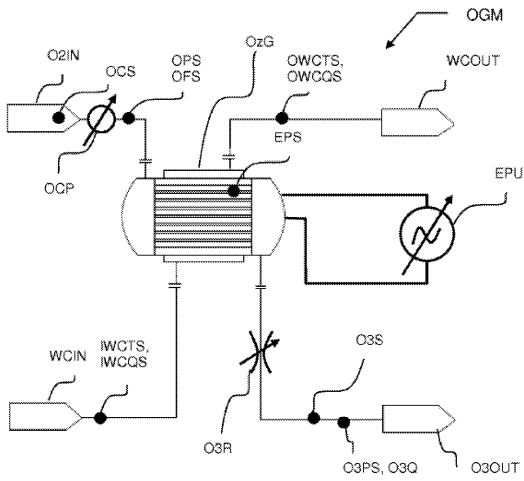 OGM
O2IN
OCS
OPS
OFS
OzG
OWCTS,
OWCQS
WCOUT
EPS
OCP
EPU
WCIN
IWCTS,
IWCQS
O3R
O3S
O3PS, O3Q
O3OUT